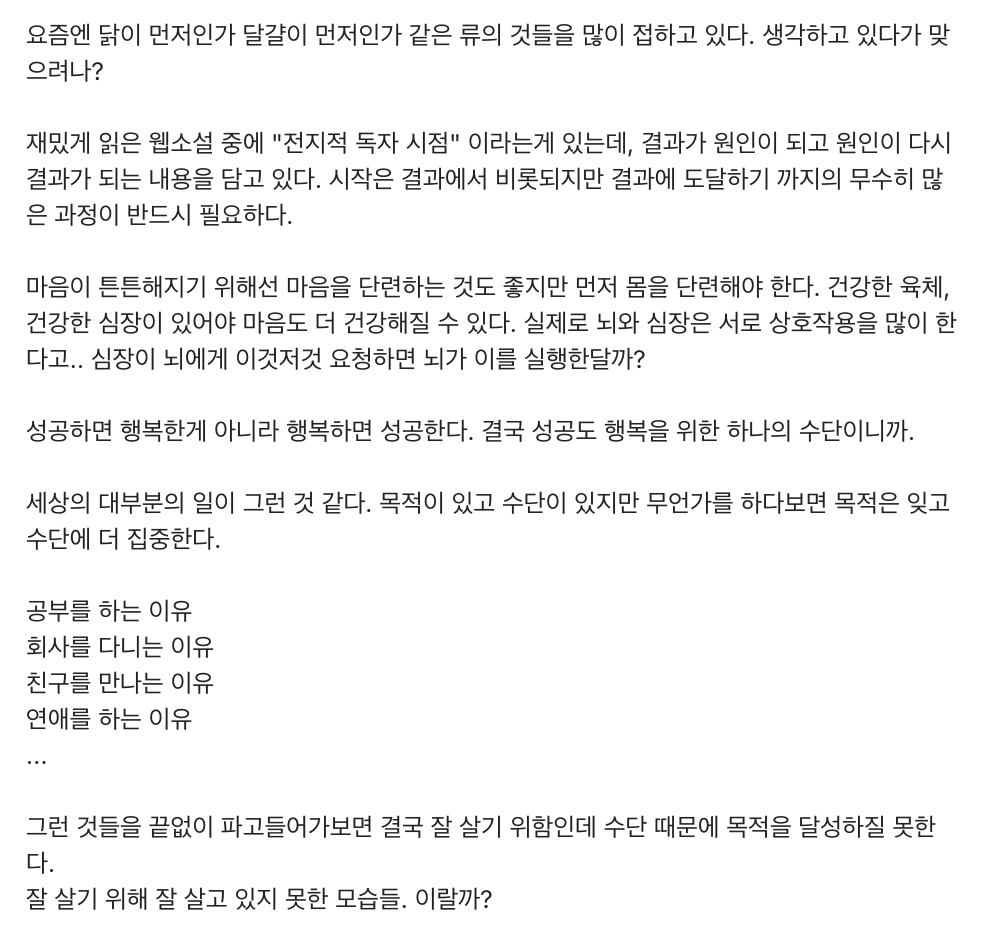 요즘엔 닭이 먼저인가 달걀이 먼저인가 같은 류의 것들을 많이 접하고 있다. 생각하고 있다가 맞
으려나?
재밌게 읽은 웹소설 중에 "전지적 독자 시점" 이라는게 있는데, 결과가 원인이 되고 원인이 다시
결과가 되는 내용을 담고 있다. 시작은 결과에서 비롯되지만 결과에 도달하기 까지의 무수히 많
은 과정이 반드시 필요하다.
마음이 튼튼해지기 위해선 마음을 단련하는 것도 좋지만 먼저 몸을 단련해야 한다. 건강한 육체,
건강한 심장이 있어야 마음도 더 건강해질 수 있다. 실제로 뇌와 심장은 서로 상호작용을 많이 한
다고.. 심장이 뇌에게 이것저것 요청하면 뇌가 이를 실행한달까?
성공하면 행복한게 아니라 행복하면 성공한다. 결국 성공도 행복을 위한 하나의 수단이니까.
세상의 대부분의 일이 그런 것 같다. 목적이 있고 수단이 있지만 무언가를 하다보면 목적은 잊고
수단에 더 집중한다.
공부를 하는 이유
회사를 다니는 이유
친구를 만나는 이유
연애를 하는 이유
...
그런 것들을 끝없이 파고들어가보면 결국 잘 살기 위함인데 수단 때문에 목적을 달성하질 못한
다.
잘 살기 위해 잘 살고 있지 못한 모습들. 이랄까?